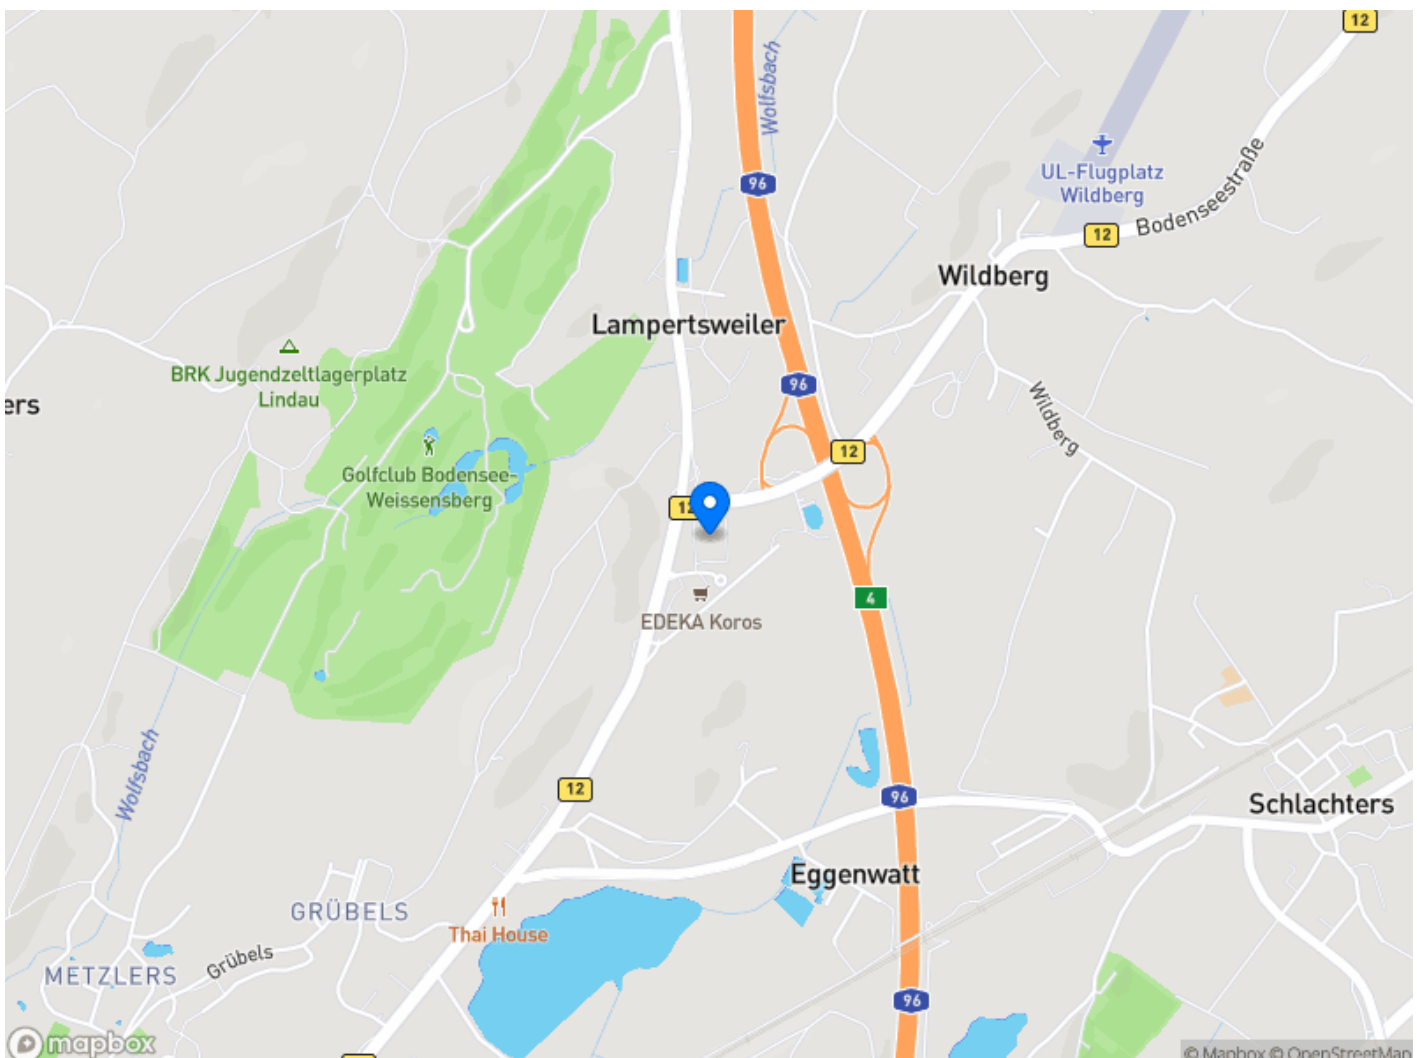 12
Wolfsbach
96
UL-Flugplatz
Wildberg
Bodenseestraße
12
Wildberg
Lampertsweiler
BRK Jugendzeltlagerplatz
Lindau
96
ers
Wildberg
12
Golfclub Bodensee-
Weissensberg
12
4
EDEKA Koros
Wolfsbach
12
96
Schlachters
Eggenwatt
GRÜBELS
Thai House
Grübels
METZLERS
96
mapbox
© Mapbox © OpenStreetMap